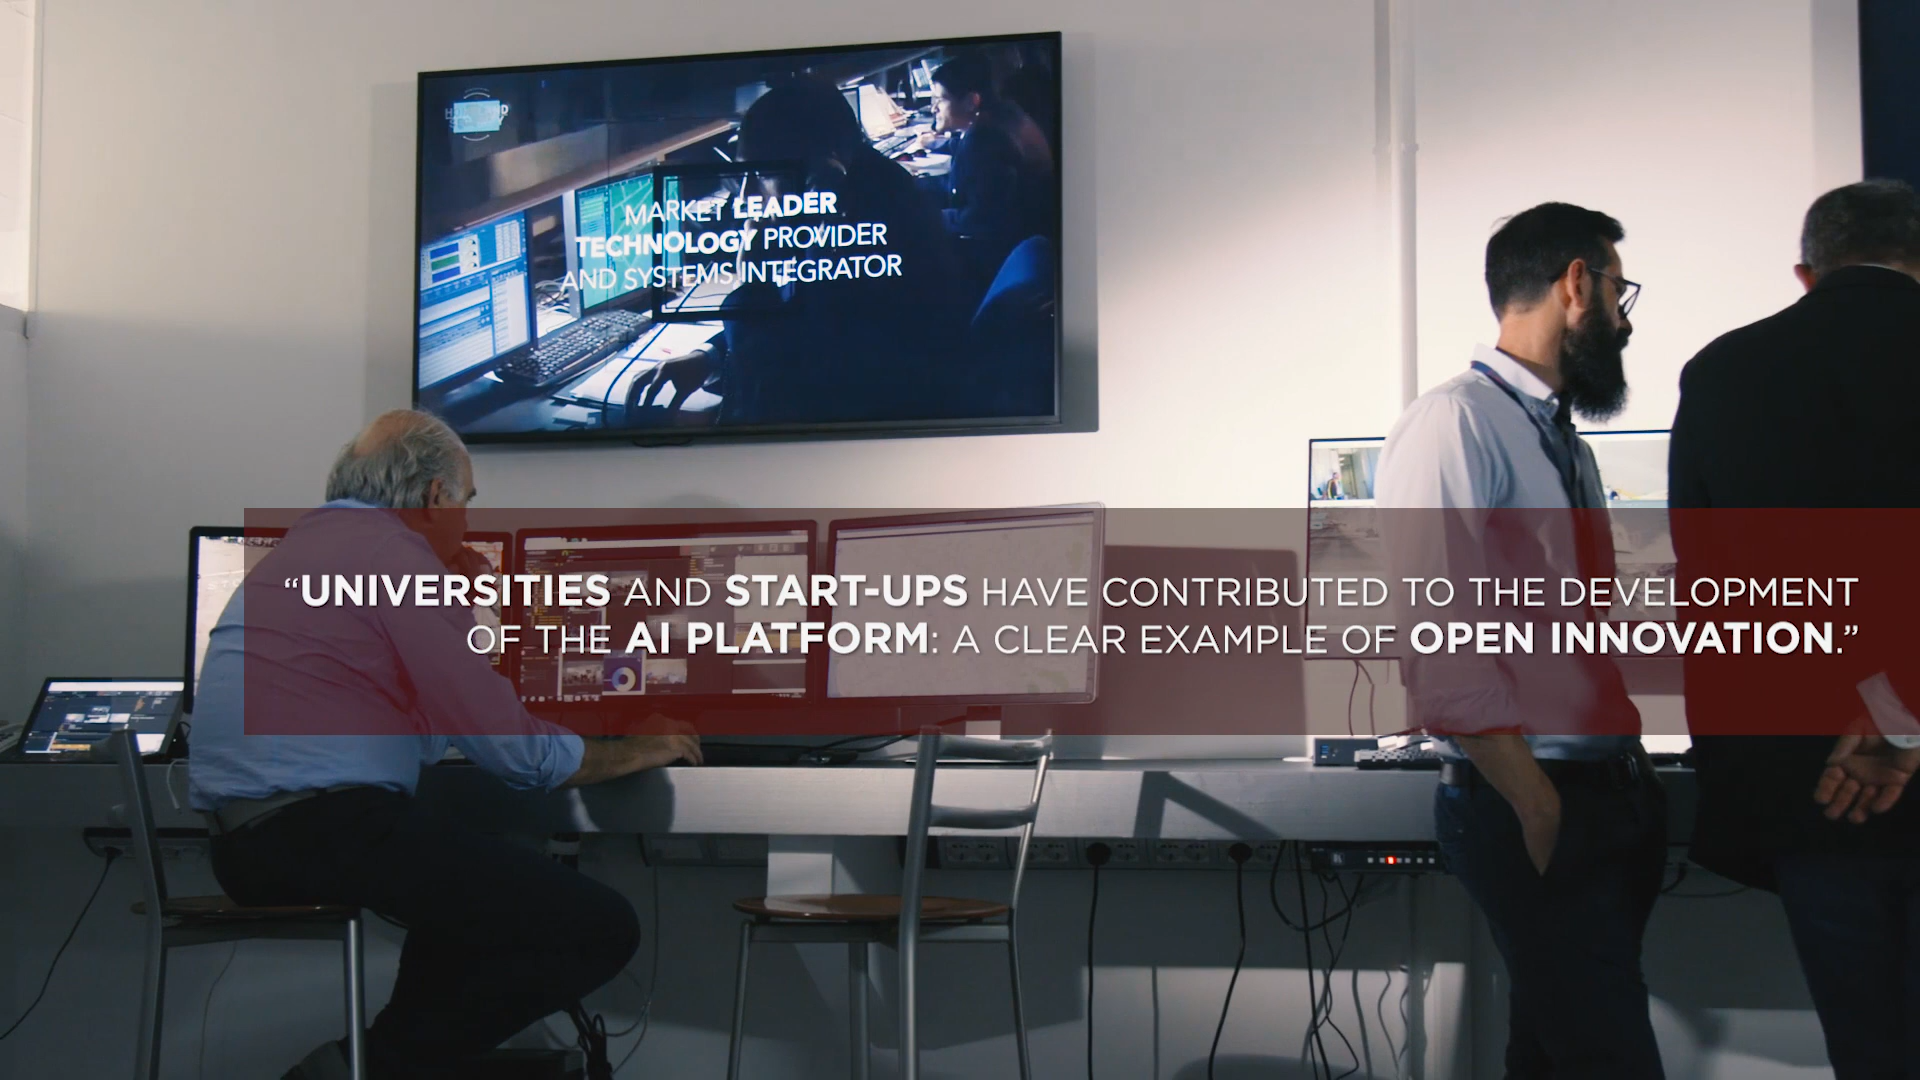 MARKET LEADER
TECHNOLOGY PROVIDER
AND SYSTEMS INTEGRATOR
“UNIVERSITIES AND START-UPS HAVE CONTRIBUTED TO THE DEVELOPMENT
OF THE AI PLATFORM: A CLEAR EXAMPLE OF OPEN INNOVATION.”